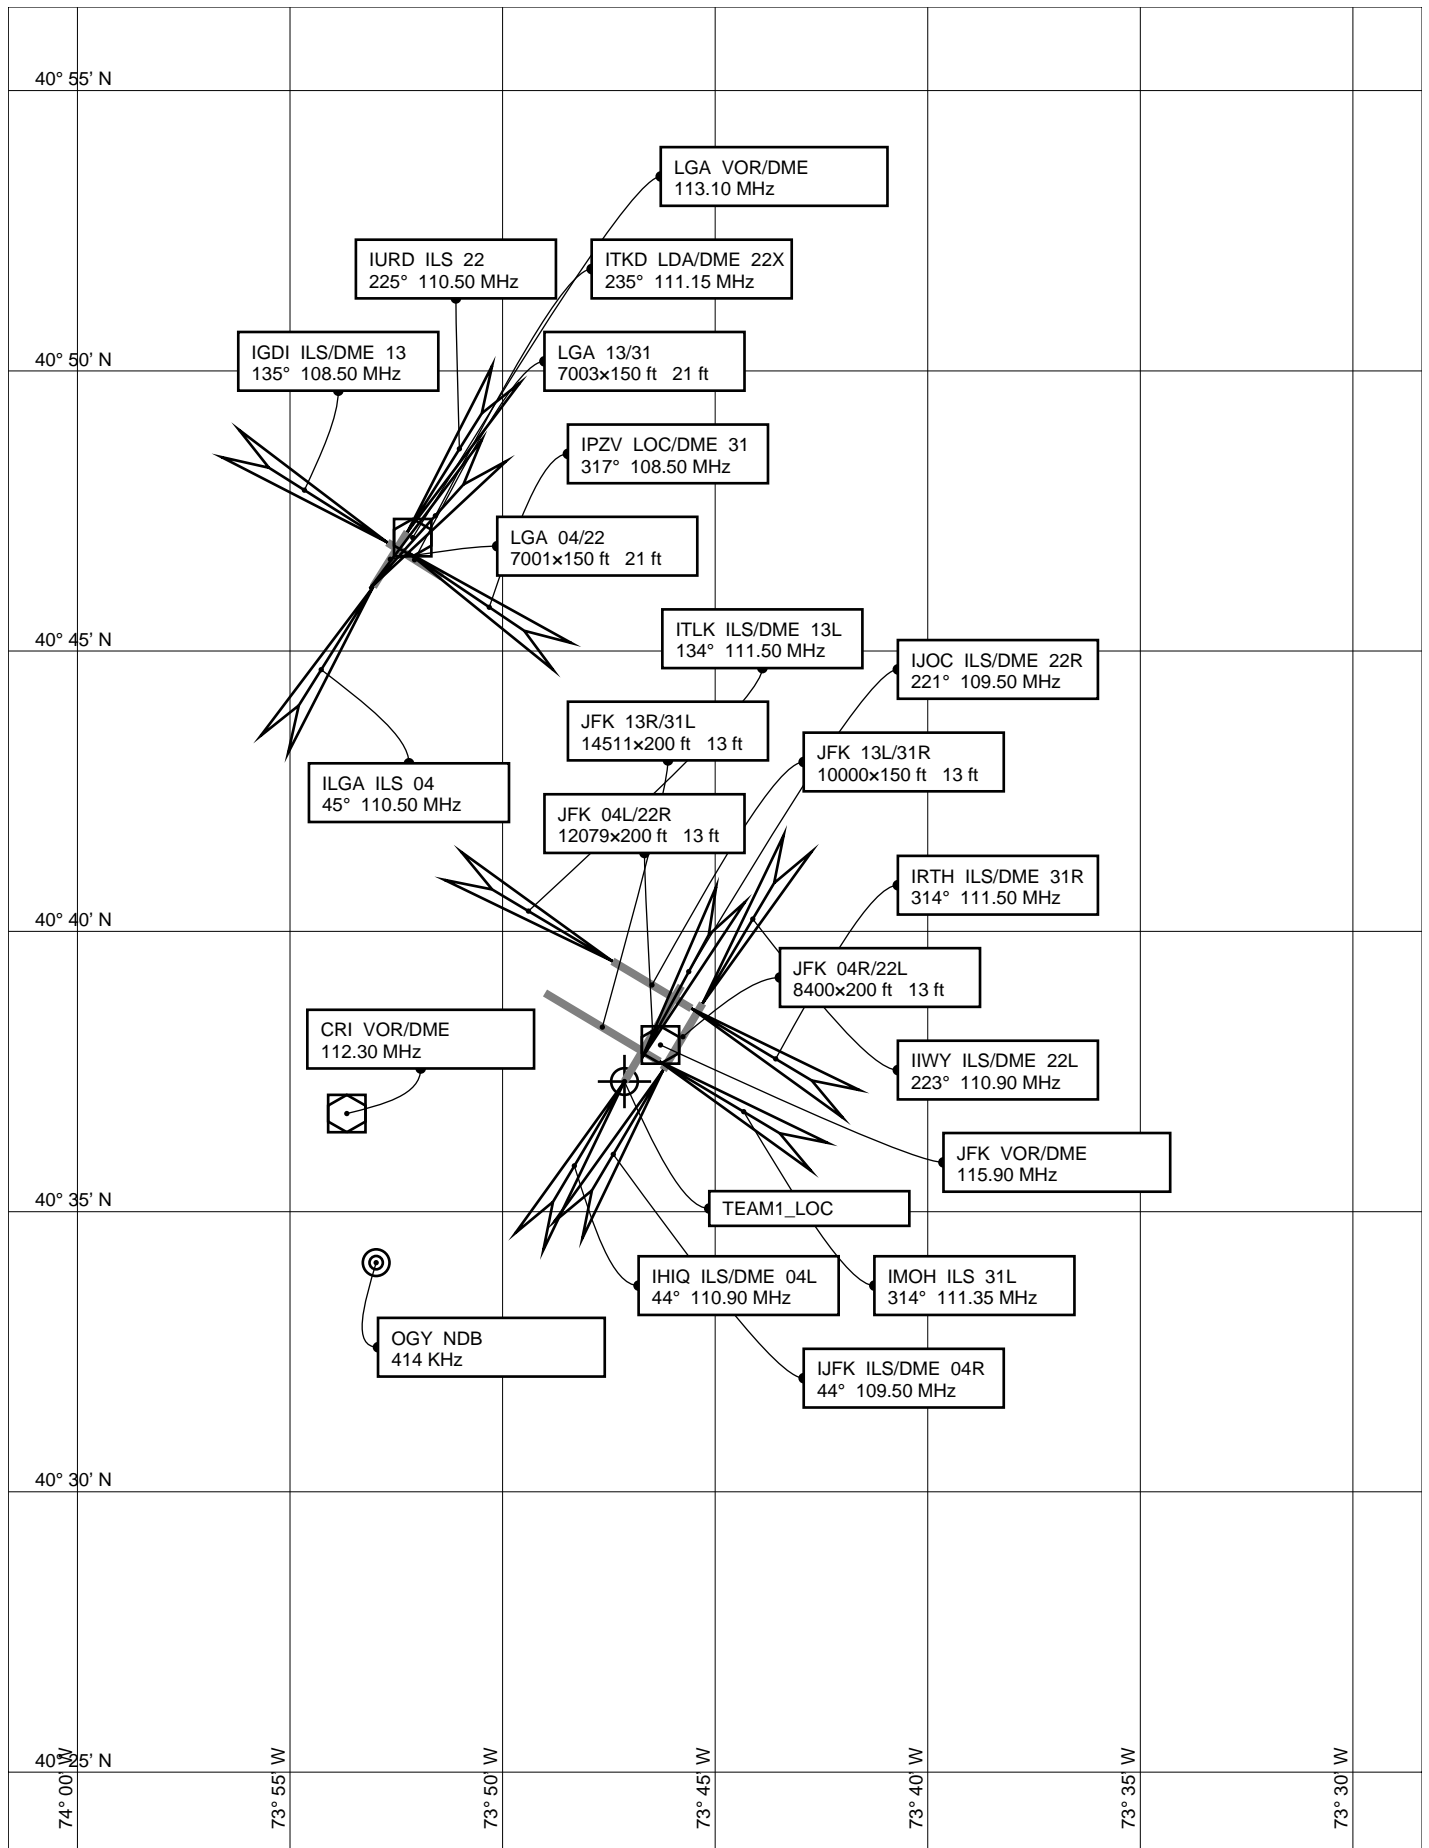 40° 55' N
LGA VOR/DME
113.10 MHz
IURD ILS 22
225° 110.50 MHz
ITKD LDA/DME 22X
235° 111.15 MHz
IGDI ILS/DME 13
135° 108.50 MHz
LGA 13/31
7003×150 ft 21 ft
40° 50' N
IPZV LOC/DME 31
317° 108.50 MHz
LGA 04/22
7001×150 ft 21 ft
ITLK ILS/DME 13L
134° 111.50 MHz
40° 45' N
IJOC ILS/DME 22R
221° 109.50 MHz
JFK 13R/31L
14511×200 ft 13 ft
JFK 13L/31R
10000×150 ft 13 ft
ILGA ILS 04
45° 110.50 MHz
JFK 04L/22R
12079×200 ft 13 ft
IRTH ILS/DME 31R
314° 111.50 MHz
40° 40' N
JFK 04R/22L
8400×200 ft 13 ft
CRI VOR/DME
112.30 MHz
IIWY ILS/DME 22L
223° 110.90 MHz
JFK VOR/DME
115.90 MHz
40° 35' N
TEAM1_LOC
IHIQ ILS/DME 04L
44° 110.90 MHz
IMOH ILS 31L
314° 111.35 MHz
OGY NDB
414 KHz
IJFK ILS/DME 04R
44° 109.50 MHz
40° 30' N
40° 25' N
74° 00' W
73° 55' W
73° 50' W
73° 45' W
73° 40' W
73° 35' W
73° 30' W